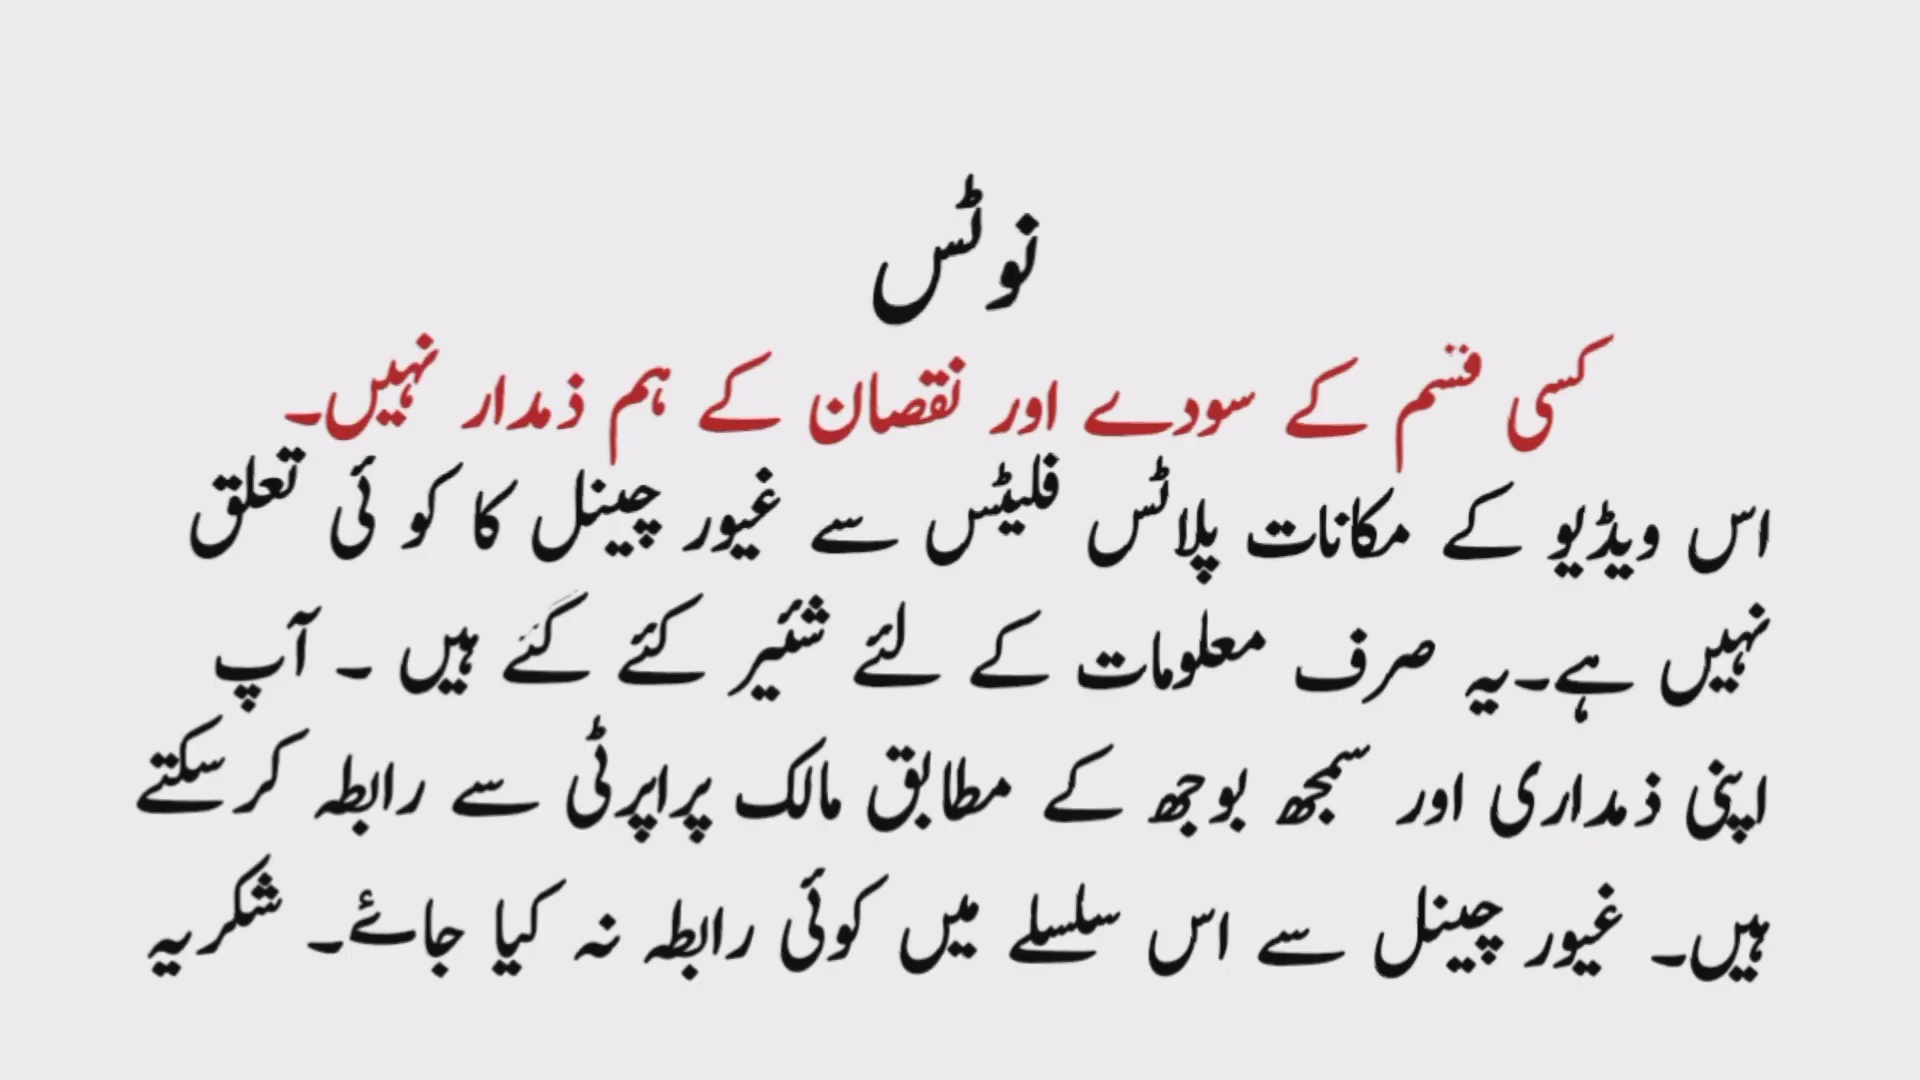 نوٹس
کسی قسم کے سودے اور نقصان کے ہم ذمدار نہیں۔
اس ویڈیو کے مکانات پلاٹس فلیٹس سے غیور چینل کا کوئی تعلق
نہیں ہے۔یہ صرف معلومات کے لئے شئیر کئے گئے ہیں ۔ آپ
اپنی ذمداری اور سمجھ بوجھ کے مطابق مالک پراپرٹی سے رابطہ کرسکتے
ہیں۔ غیور چینل سے اس سلسلے میں کوئی رابطہ نہ کیا جائے۔ شکریہ